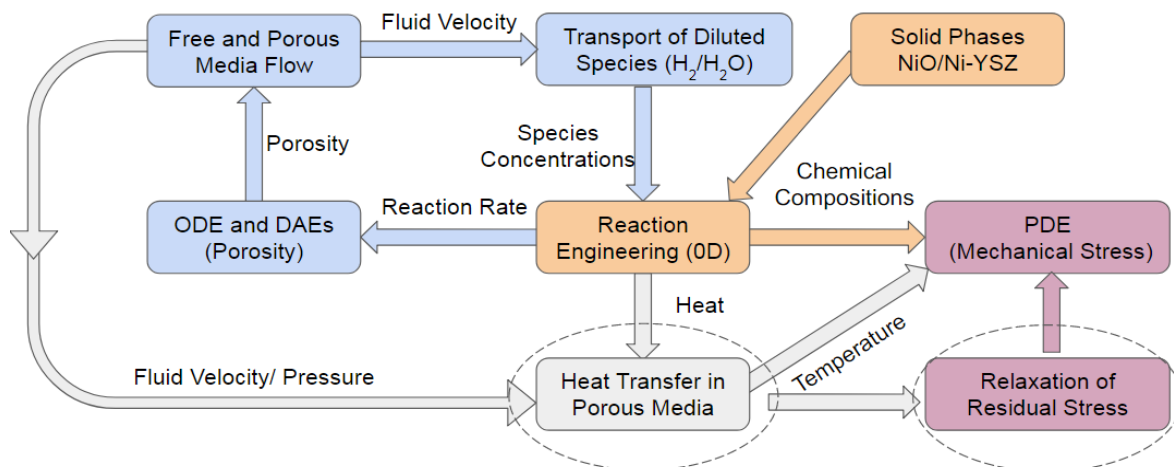 Fluid Velocity
Free and Porous
Media Flow
Transport of Diluted
Species (H₂/H₂O)
Solid Phases
NiO/Ni-YSZ
Porosity
Species
Concentrations
Chemical
Compositions
ODE and DAEs
(Porosity)
Reaction Rate
Reaction
Engineering (0D)
PDE
(Mechanical Stress)
Heat
Temperature
Fluid Velocity/ Pressure
Heat Transfer in
Porous Media
Relaxation of
Residual Stress